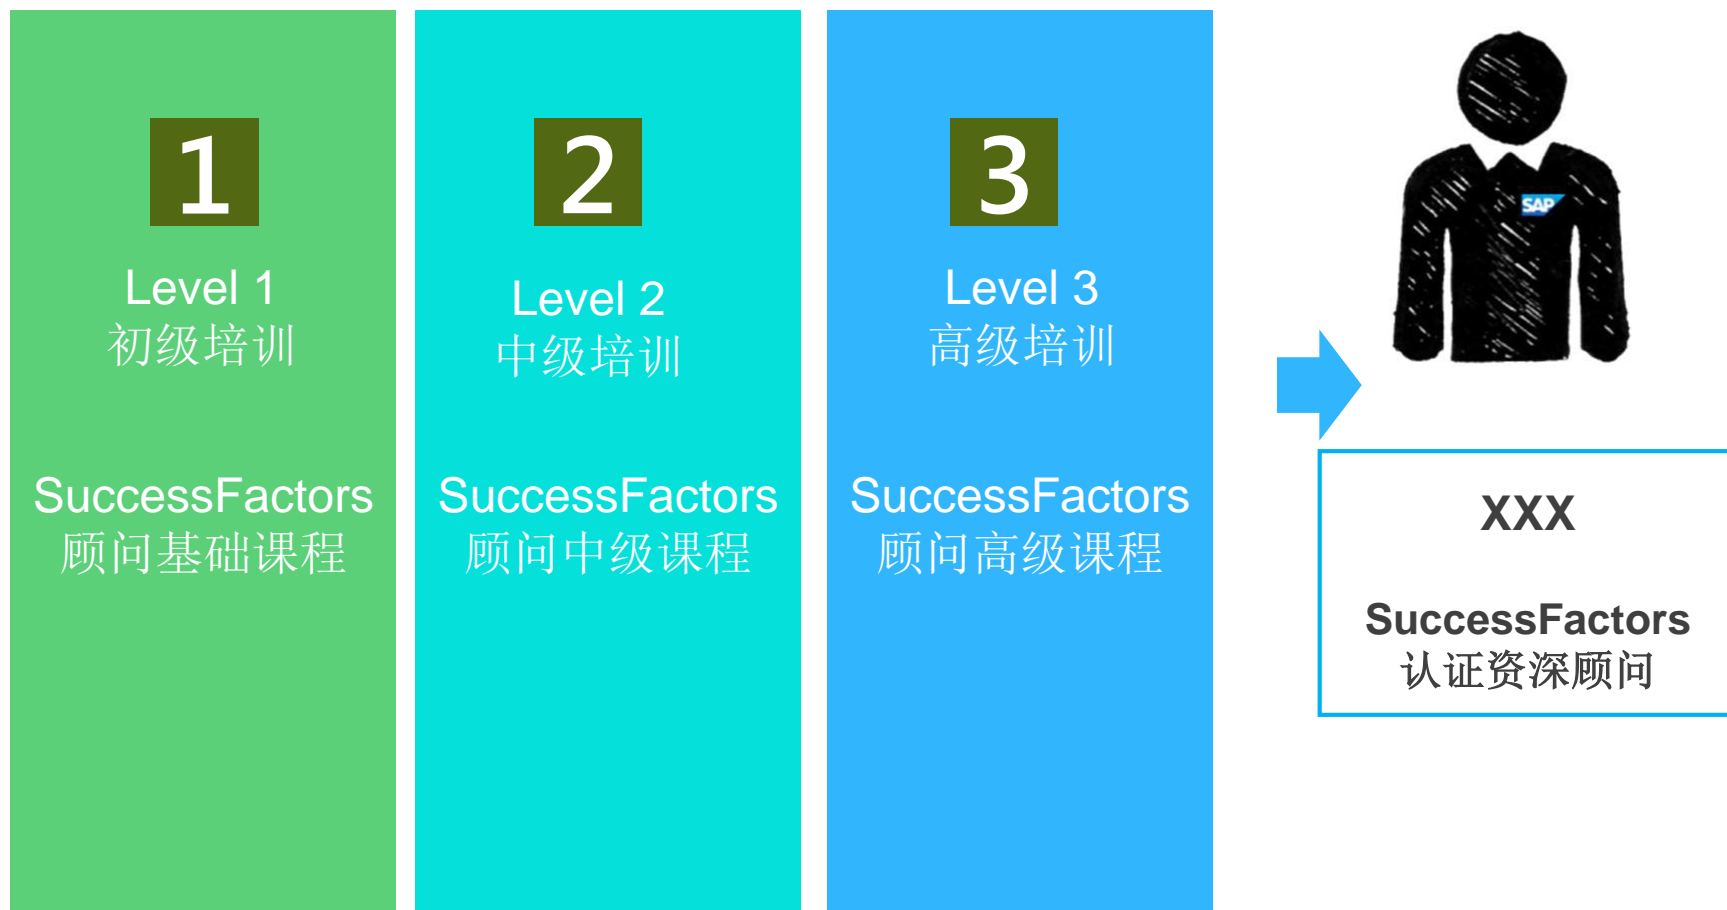 1
Level 1
初级培训
SuccessFactors
顾问基础课程
2
Level 2
中级培训
SuccessFactors
顾问中级课程
3
Level 3
高级培训
SuccessFactors
顾问高级课程
SAP
XXX
SuccessFactors
认证资深顾问